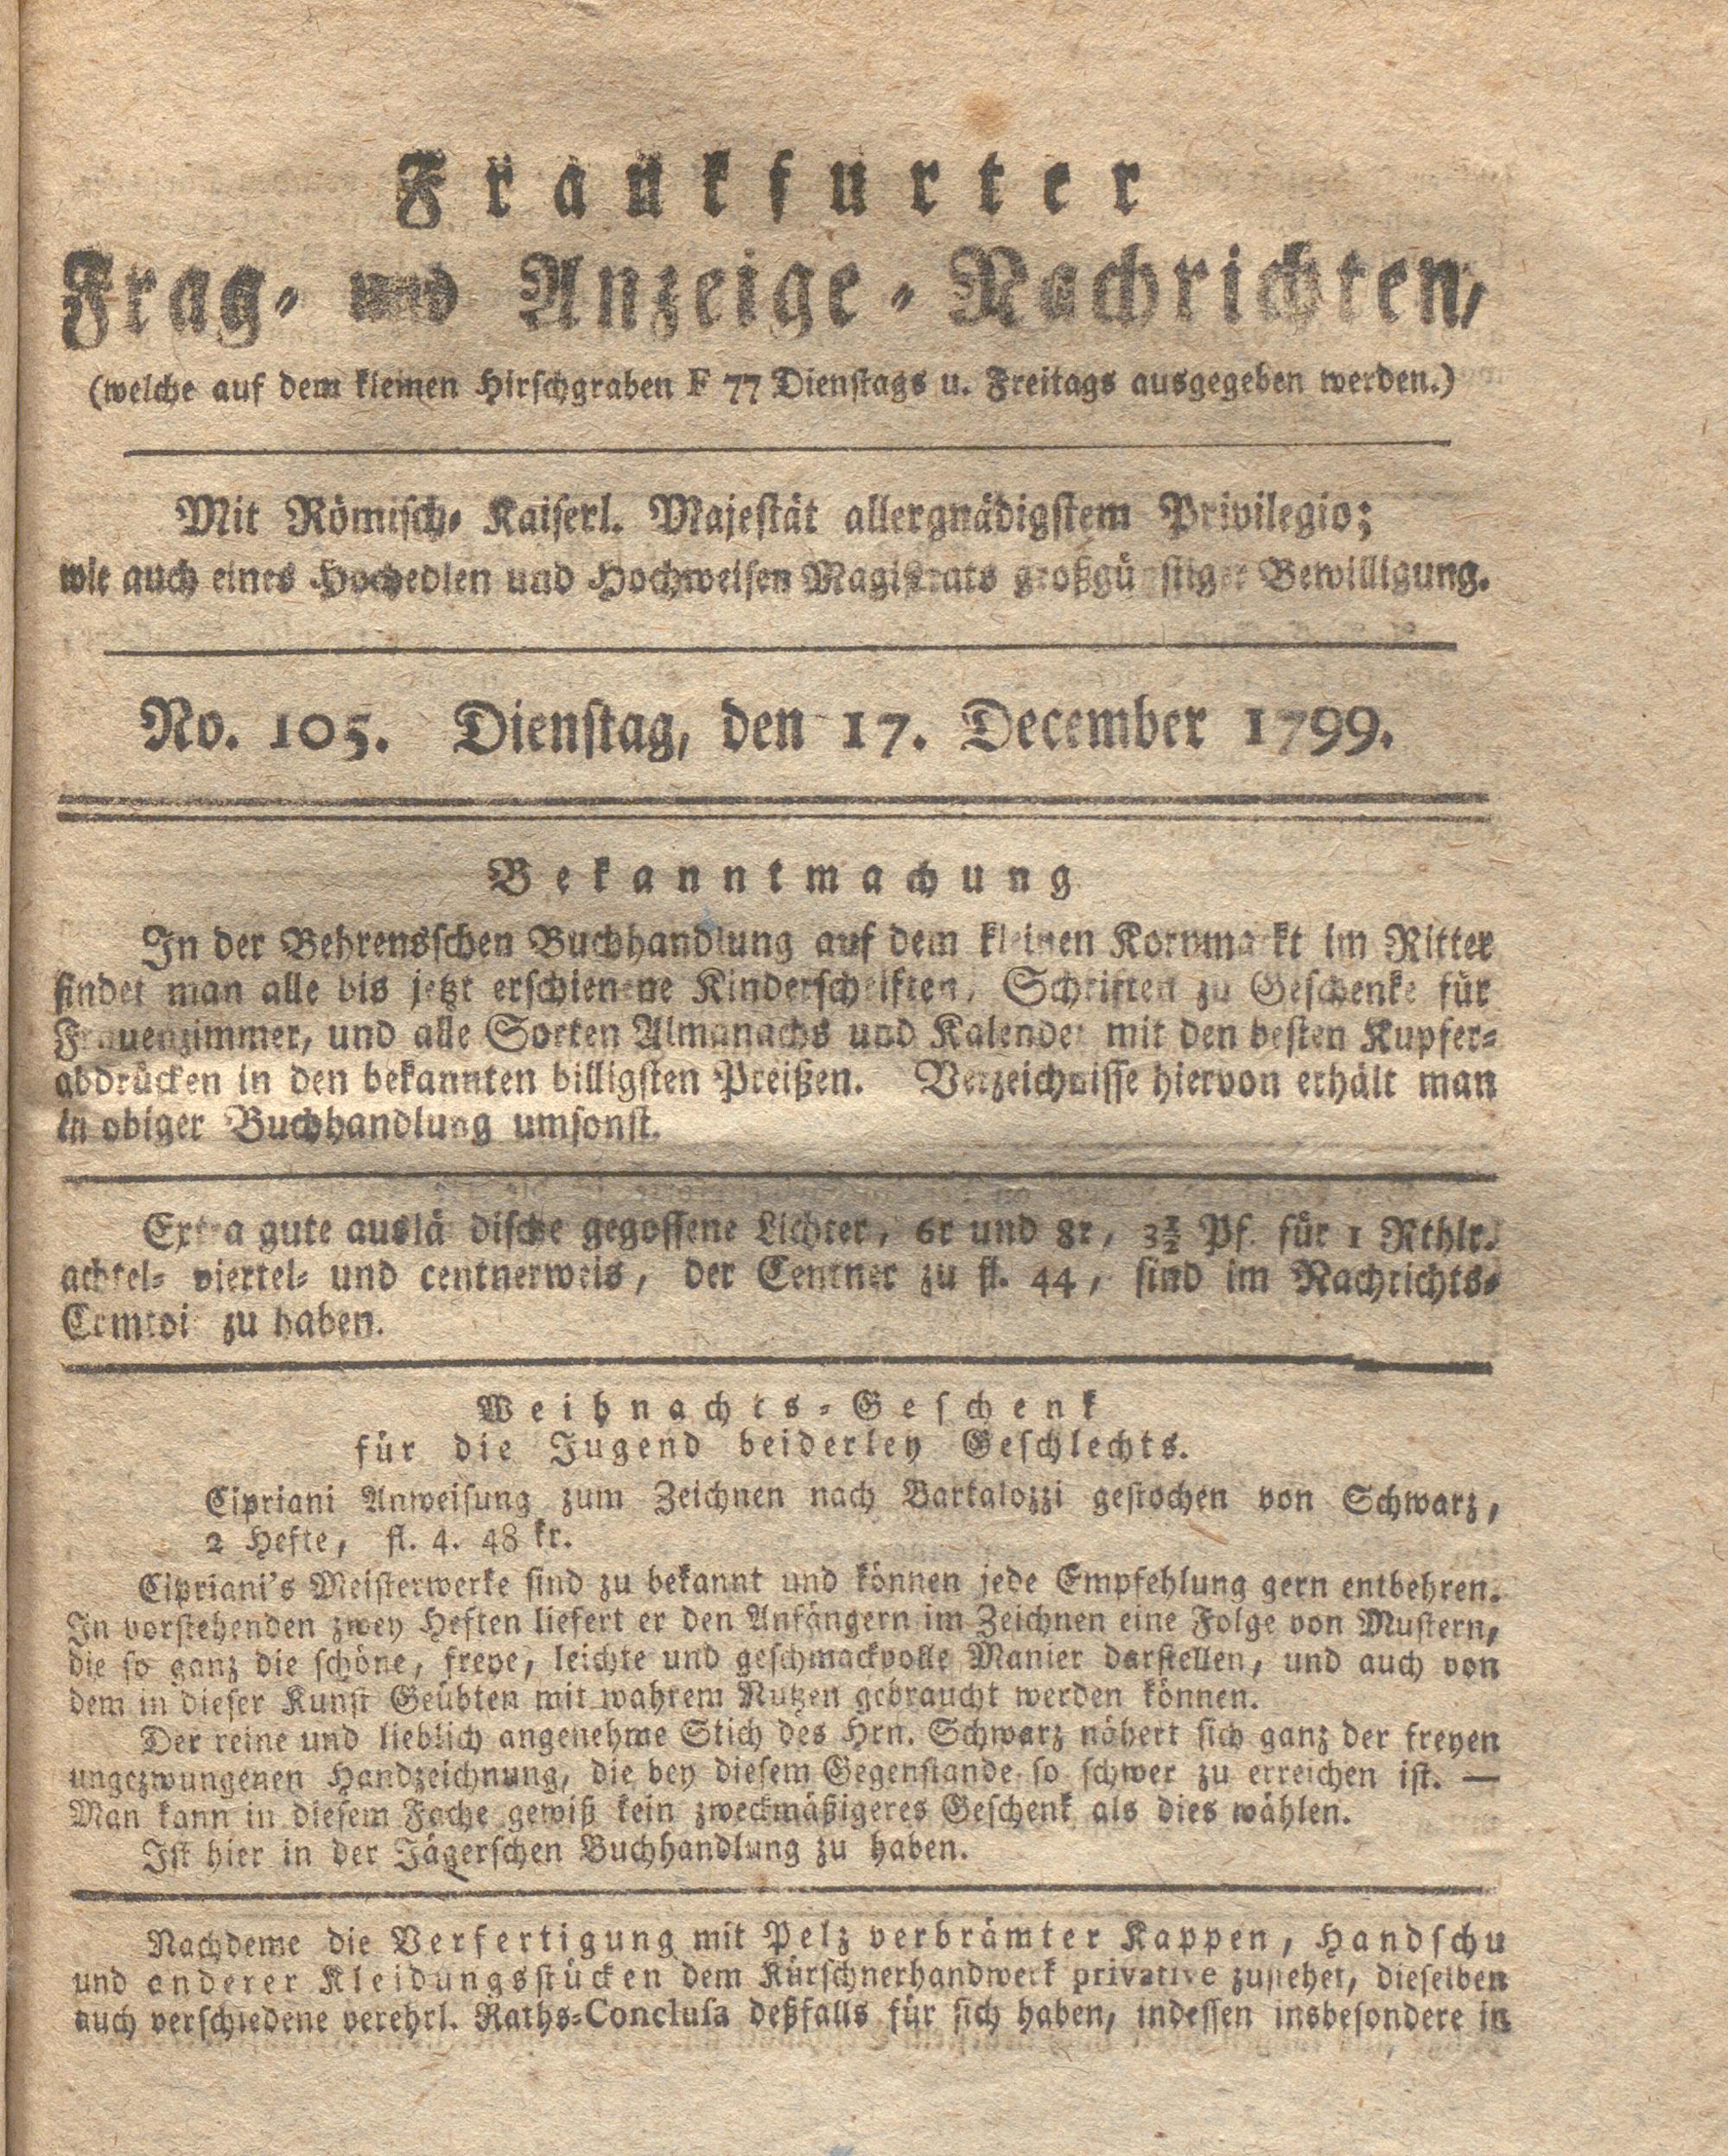 Frankfurter
Frag- und Anzeige-Nachrichten,
(welche auf dem kleinen Hirschgraben F 77 Dienstags u. Freitags ausgegeben werden.)
Mit Römisch- Kaiserl. Majestät allergnädigstem Privilegio;
wie auch eines Hochedlen und Hochweisen Magistrats großgünstiger Bewilligung.
No. 105. Dienstag, den 17. December 1799.
Bekanntmachung
In der Behrensschen Buchhandlung auf dem kleinen Kornmarkt im Ritter
findet man alle bis jetzt erschienene Kinderschriften, Schriften zu Geschenke für
Frauenzimmer, und alle Sorten Almanachs und Kalender mit den besten Kupfer-
abdrücken in den bekannten billigsten Preißen. Verzeichnisse hiervon erhält man
in obiger Buchhandlung umsonst.
Extra gute auslä dische gegossene Lichter, 6r und 8r, 3½ Pf. für 1 Rthlr.
achtel- viertel- und centnerweis, der Centner zu fl. 44, sind im Nachrichts-
Comtoi zu haben.
Weihnachts-Geschenk
für die Jugend beiderley Geschlechts.
Cipriani Anweisung zum Zeichnen nach Bartalozzi gestochen von Schwarz,
2 Hefte, fl. 4. 48 kr.
Cipriani's Meisterwerke sind zu bekannt und können jede Empfehlung gern entbehren.
In vorstehenden zwey Heften liefert er den Anfängern im Zeichnen eine Folge von Mustern,
die so ganz die schöne, freye, leichte und geschmackvolle Manier darstellen, und auch von
dem in dieser Kunst Geübten mit wahrem Nutzen gebraucht werden können.
Der reine und lieblich angenehme Stich des Hrn. Schwarz nähert sich ganz der freyen
ungezwungenen Handzeichnung, die bey diesem Gegenstande so schwer zu erreichen ist. —
Man kann in diesem Fache gewiß kein zweckmäßigeres Geschenk als dies wählen.
Ist hier in der Jägerschen Buchhandlung zu haben.
Nachdeme die Verfertigung mit Pelz verbrämter Kappen, Handschu
und anderer Kleidungsstücken dem Kürschnerhandwerk privative zustehet, dieselben
auch verschiedene verehrl. Raths-Conclusa deßfalls für sich haben, indessen insbesondere in